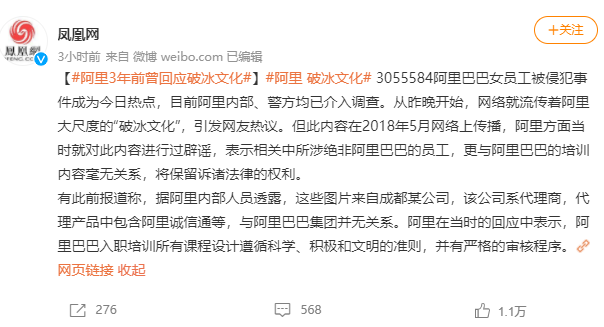 凤凰网
+关注
3小时前 来自 微博 weibo.com 已编辑
鳳凰網
IFENG.COM
【#阿里3年前曾回应破冰文化#】#阿里 破冰文化# 3055584阿里巴巴女员工被侵犯
事件成为今日热点，目前阿里内部、警方均已介入调查。从昨晚开始，网络就流传着阿里
大尺度的“破冰文化”，引发网友热议。但此内容在2018年5月网络上传播，阿里方面当
时就对此内容进行过辟谣，表示相关中所涉绝非阿里巴巴的员工，更与阿里巴巴的培训
内容毫无关系，将保留诉诸法律的权利。
有此前报道称，据阿里内部人员透露，这些图片来自成都某公司，该公司系代理商，代
理产品中包含阿里诚信通等，与阿里巴巴集团并无关系。阿里在当时的回应中表示，阿
里巴巴入职培训所有课程设计遵循科学、积极和文明的准则，并有严格的审核程序。
网页链接 收起
276
568
1.1万